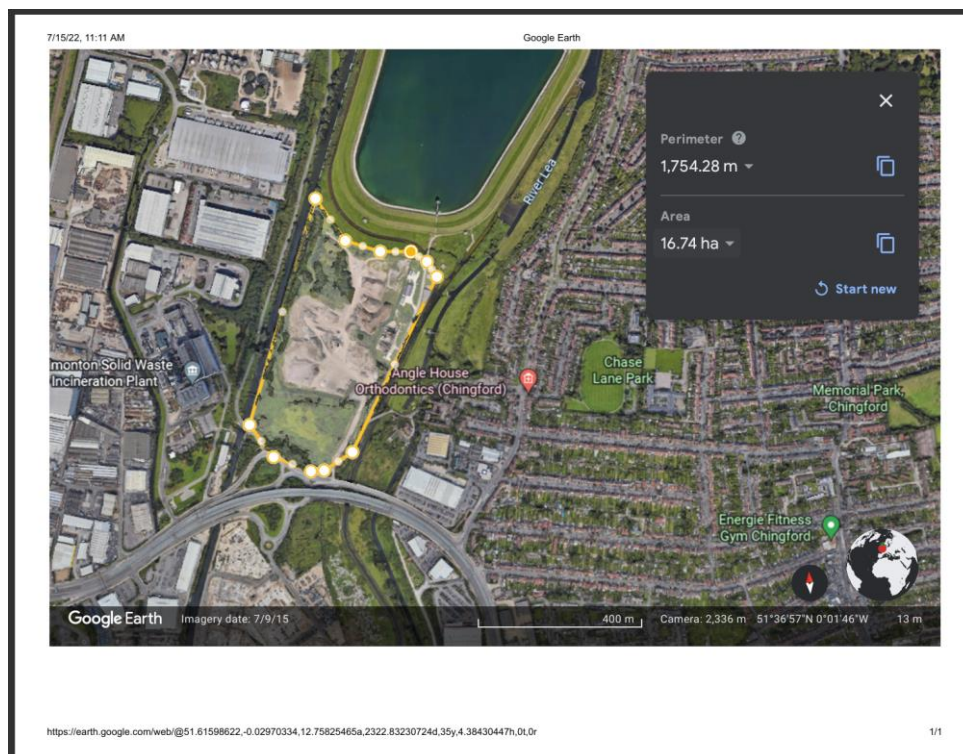 7/15/22, 11:11 AM
Google Earth
Perimeter ?
1,754.28 m
Area
16.74 ha
Start new
River Lea
monton Solid Waste
Incineration Plant
Angle House
Orthodontics (Chingford)
Chase
Lane Park
Memorial Park,
Chingford
Energie Fitness
Gym Chingford
Google Earth
Imagery date: 7/9/15
400 m
Camera: 2,336 m
51°36'57"N 0°01'46"W
13 m
https://earth.google.com/web/@51.61598622,-0.02970334,12.75825465a,2322.83230724d,35y,4.38430447h,0t,0r
1/1